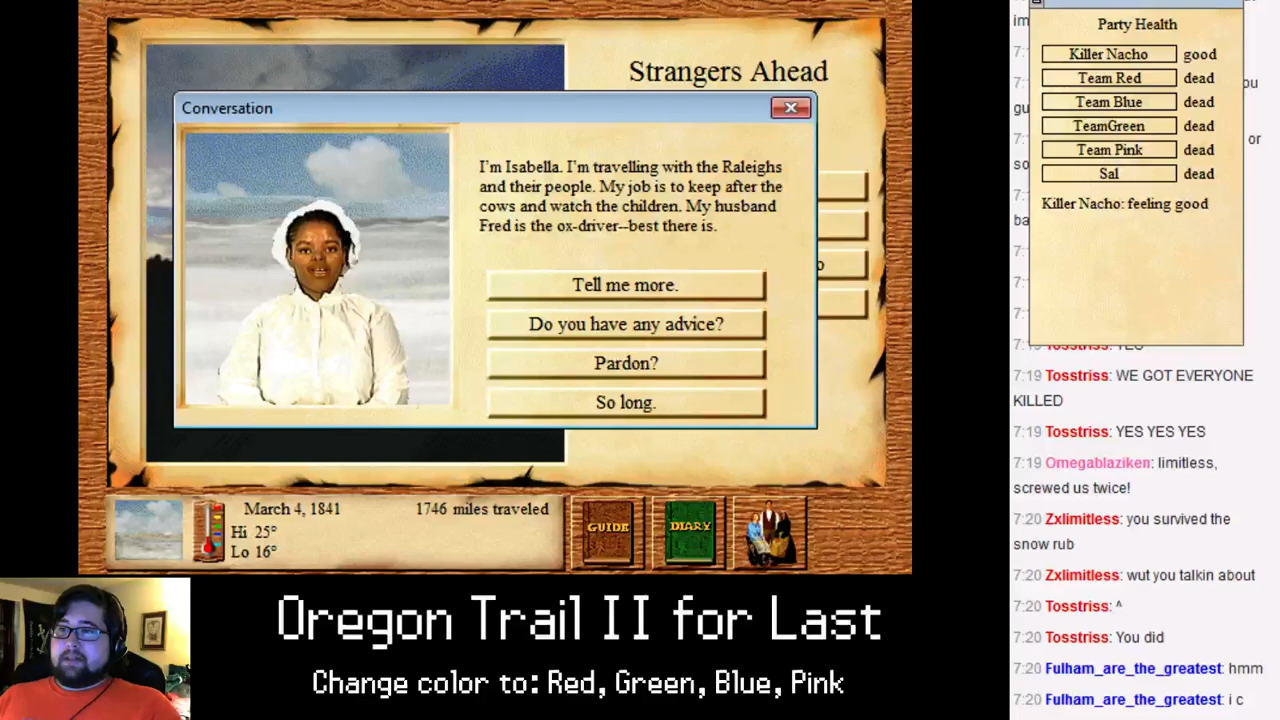 Strangers Ahead
Conversation
I'm Isabella. I'm travelling with the Raleighs
and their people. My job is to keep after the
cows and watch the children. My husband
Fred is the ox-driver--best there is.
Tell me more.
Do you have any advice?
Pardon?
So long.
March 4, 1841
1746 miles traveled
Hi 25°
Lo 16°
GUIDE
DIARY
Oregon Trail II for Last
Change color to: Red, Green, Blue, Pink
Party Health
Killer Nacho good
Team Red dead
Team Blue dead
TeamGreen dead
Team Pink dead
Sal dead
Killer Nacho: feeling good
7:19 Tosstriss: YES
7:19 Tosstriss: WE GOT EVERYONE
KILLED
7:19 Tosstriss: YES YES YES
7:19 Omegablaziken: limitless,
screwed us twice!
7:20 Zxlimitless: you survived the
snow rub
7:20 Zxlimitless: wut you talkin about
7:20 Tosstriss: ^
7:20 Tosstriss: You did
7:20 Fulham_are_the_greatest: hmm
7:20 Fulham_are_the_greatest: i c